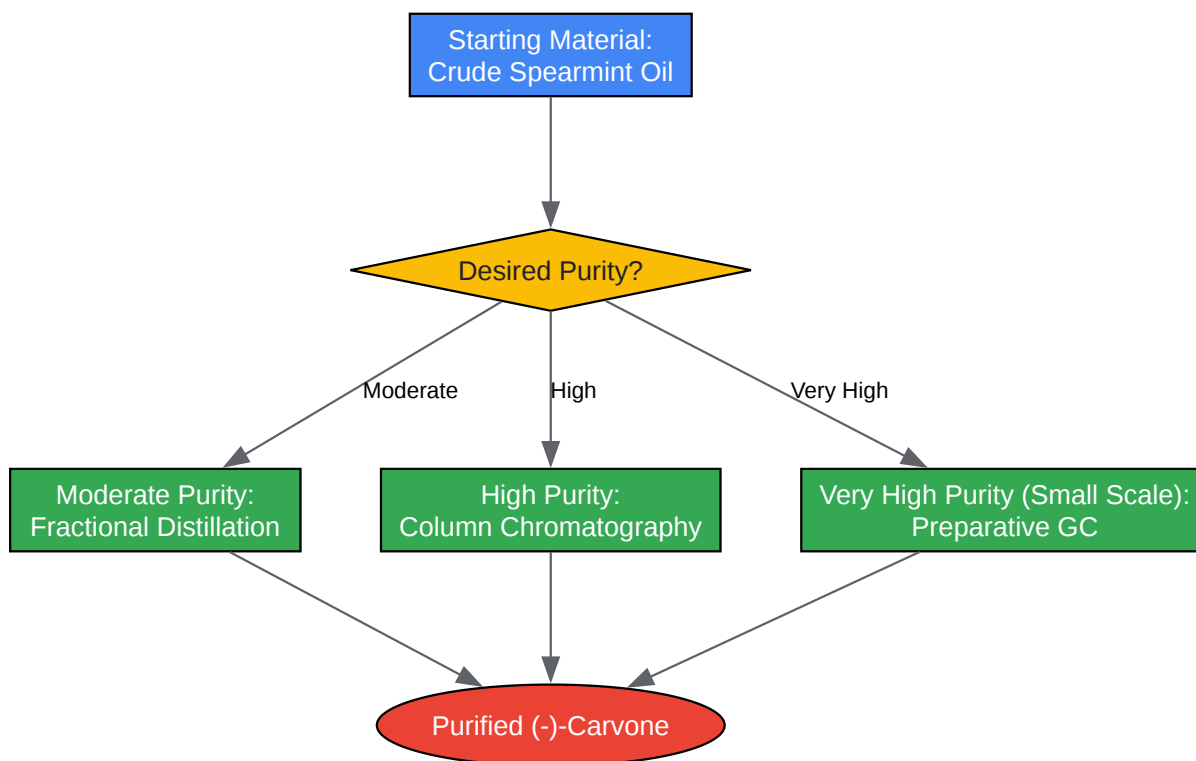 Starting Material:
Crude Spearmint Oil
Desired Purity?
Moderate
High
Very High
Moderate Purity:
Fractional Distillation
High Purity:
Column Chromatography
Very High Purity (Small Scale):
Preparative GC
Purified (-)-Carvone